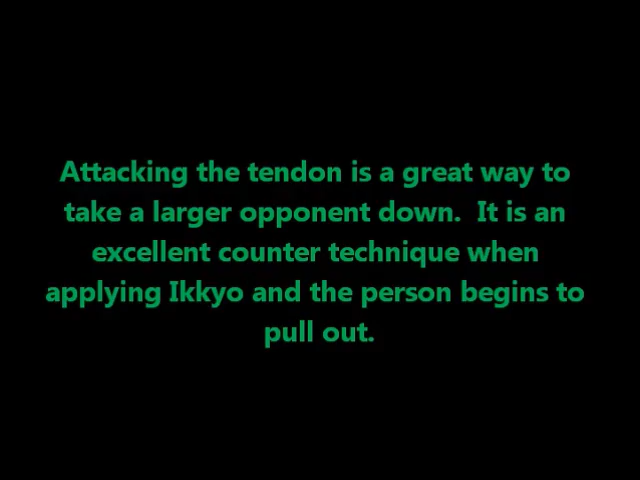 Attacking the tendon is a great way to
take a larger opponent down.  It is an
excellent counter technique when
applying Ikkyo and the person begins to
pull out.